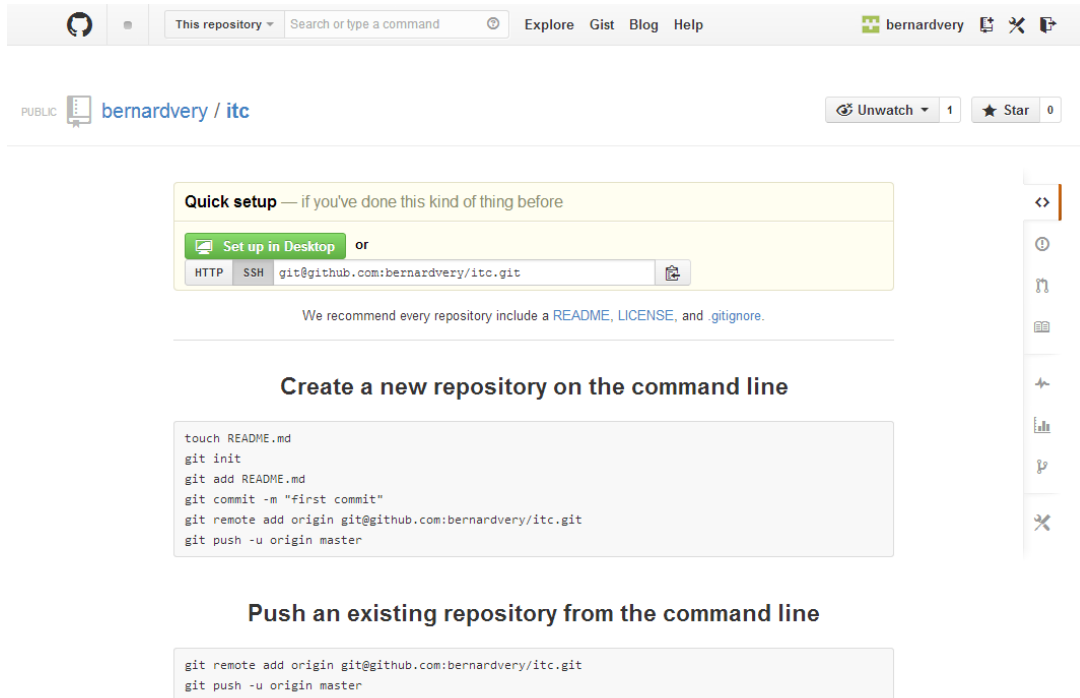 This repository Search or type a command Explore Gist Blog Help bernardvery
PUBLIC bernardvery / itc Unwatch 1 Star 0
Quick setup — if you've done this kind of thing before
Set up in Desktop or
HTTP SSH git@github.com:bernardvery/itc.git
We recommend every repository include a README, LICENSE, and .gitignore.
Create a new repository on the command line
touch README.md
git init
git add README.md
git commit -m "first commit"
git remote add origin git@github.com:bernardvery/itc.git
git push -u origin master
Push an existing repository from the command line
git remote add origin git@github.com:bernardvery/itc.git
git push -u origin master